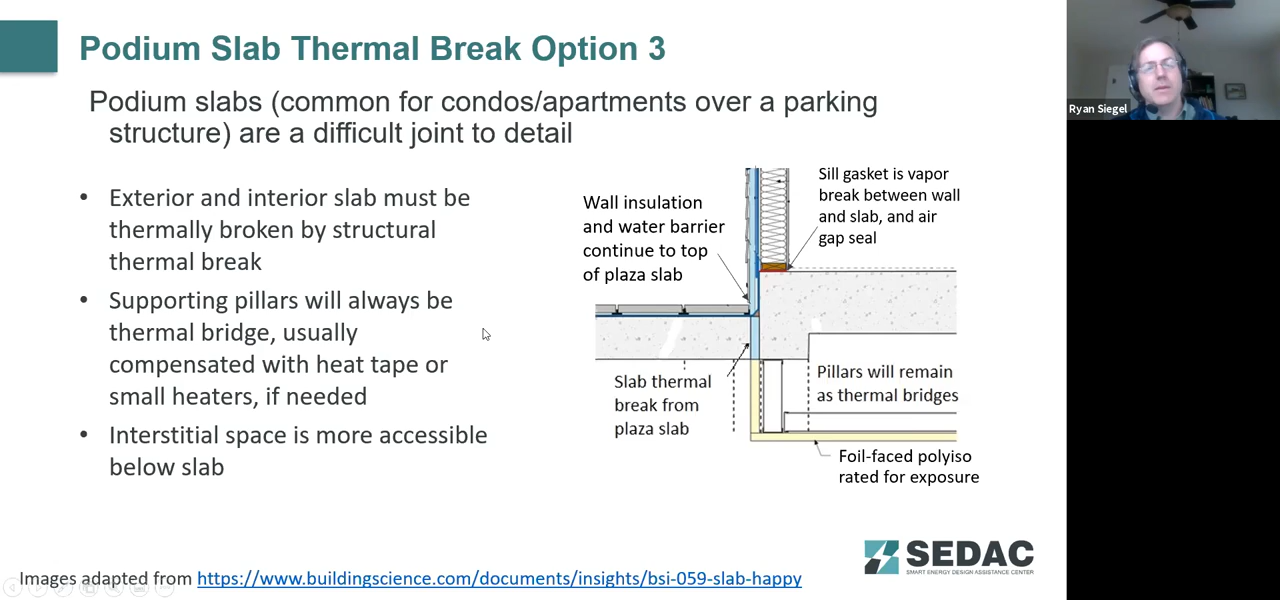 Podium Slab Thermal Break Option 3
Ryan Siegel
Podium slabs (common for condos/apartments over a parking
structure) are a difficult joint to detail
• Exterior and interior slab must be
thermally broken by structural
thermal break
• Supporting pillars will always be
thermal bridge, usually
compensated with heat tape or
small heaters, if needed
• Interstitial space is more accessible
below slab
Wall insulation
and water barrier
continue to top
of plaza slab
Sill gasket is vapor
break between wall
and slab, and air
gap seal
Slab thermal
break from
plaza slab
Pillars will remain
as thermal bridges
Foil-faced polyiso
rated for exposure
SEDAC
SMART ENERGY DESIGN ASSISTANCE CENTER
Images adapted from https://www.buildingscience.com/documents/insights/bsi-059-slab-happy